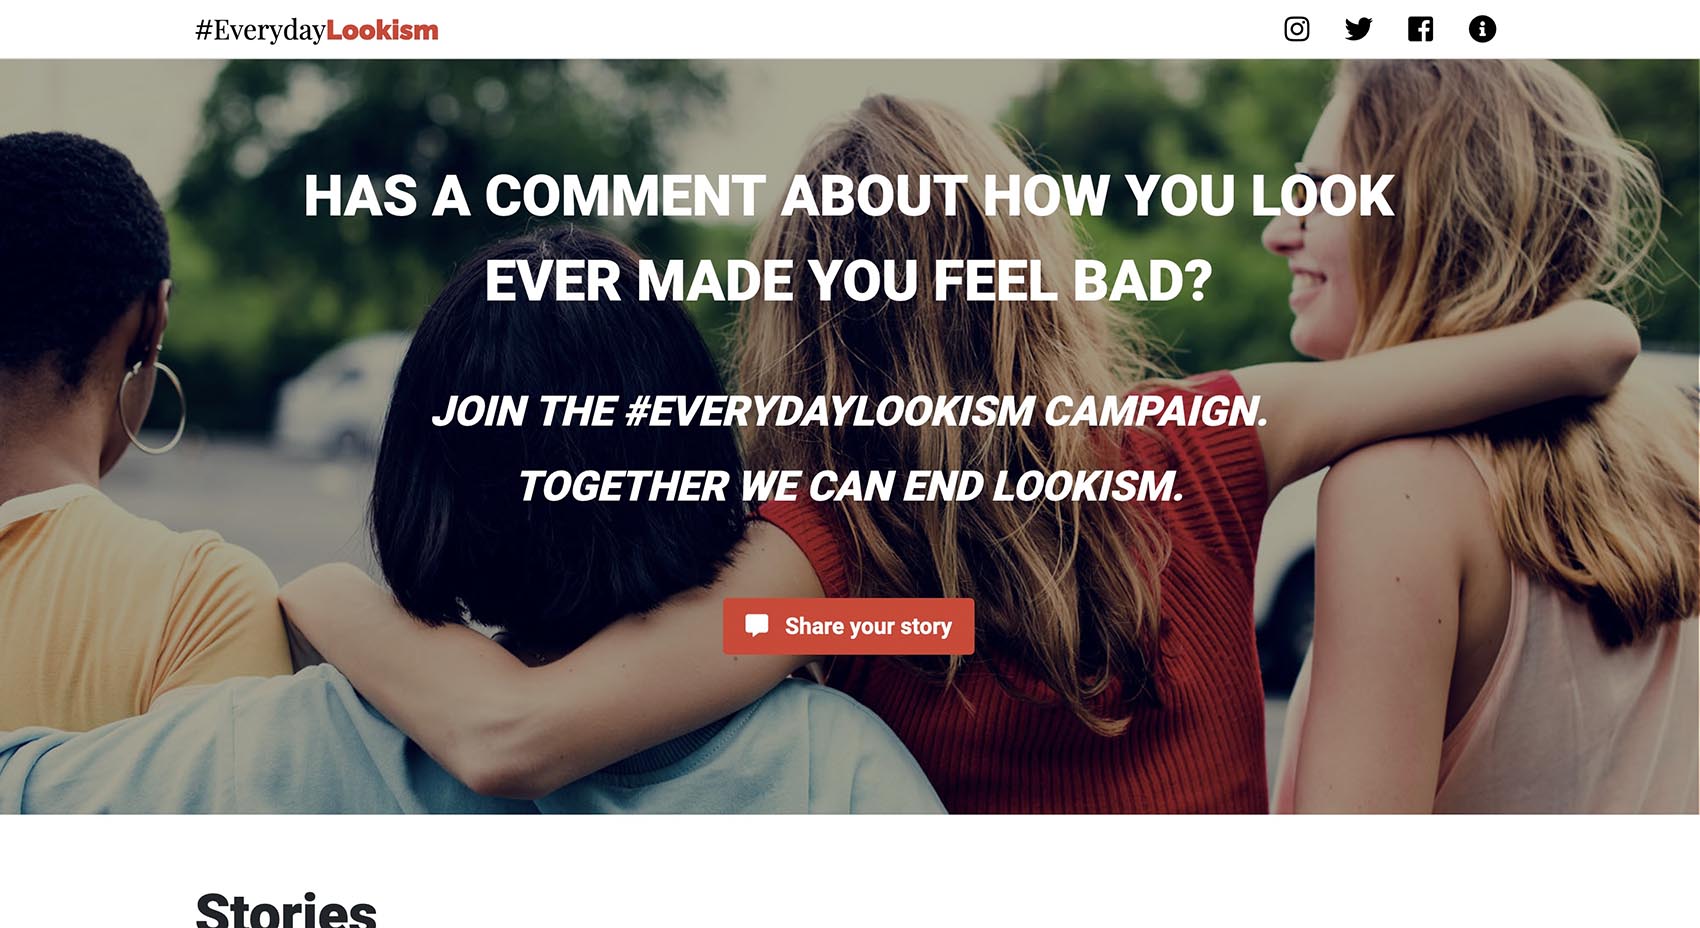 #EverydayLookism
HAS A COMMENT ABOUT HOW YOU LOOK
EVER MADE YOU FEEL BAD?
JOIN THE #EVERYDAYLOOKISM CAMPAIGN.
TOGETHER WE CAN END LOOKISM.
Share your story
Stories